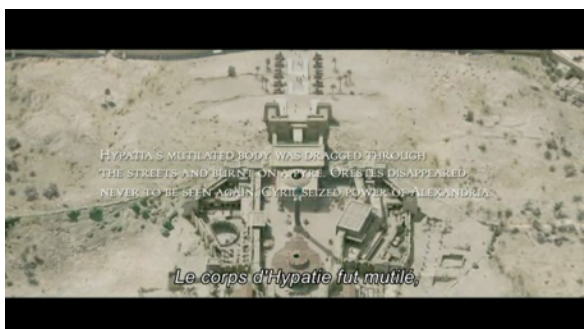 HYPATIA'S MUTILATED BODY WAS DRAGGED THROUGH
THE STREETS AND BURNT ON A PYRE. ORESTES DISAPPEARED
NEVER TO BE SEEN AGAIN. CYRIL SEIZED POWER OF ALEXANDRIA.
Le corps d'Hypatie fut mutilé,